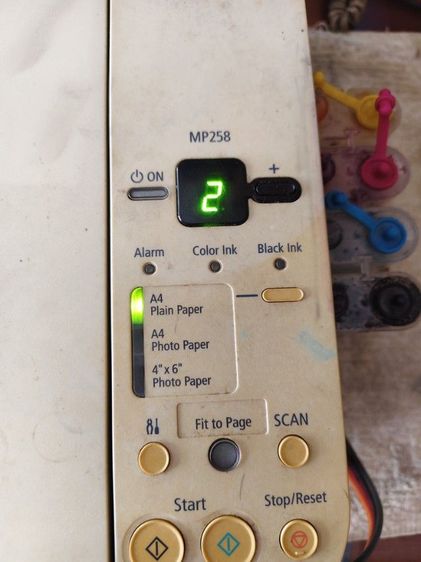 MP258
ON
2
+
Alarm
Color Ink
Black Ink
A4
Plain Paper
A4
Photo Paper
4"x 6"
Photo Paper
Fit to Page
SCAN
Start
Stop/Reset